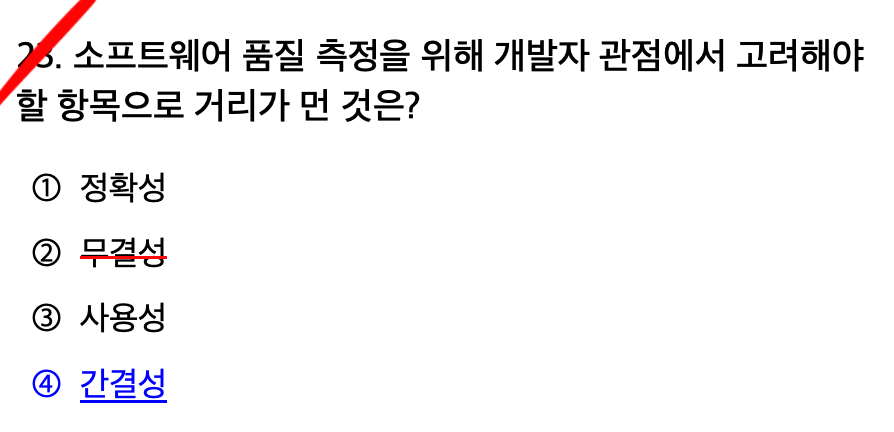 23. 소프트웨어 품질 측정을 위해 개발자 관점에서 고려해야
할 항목으로 거리가 먼 것은?
① 정확성
② 무결성
③ 사용성
④ 간결성